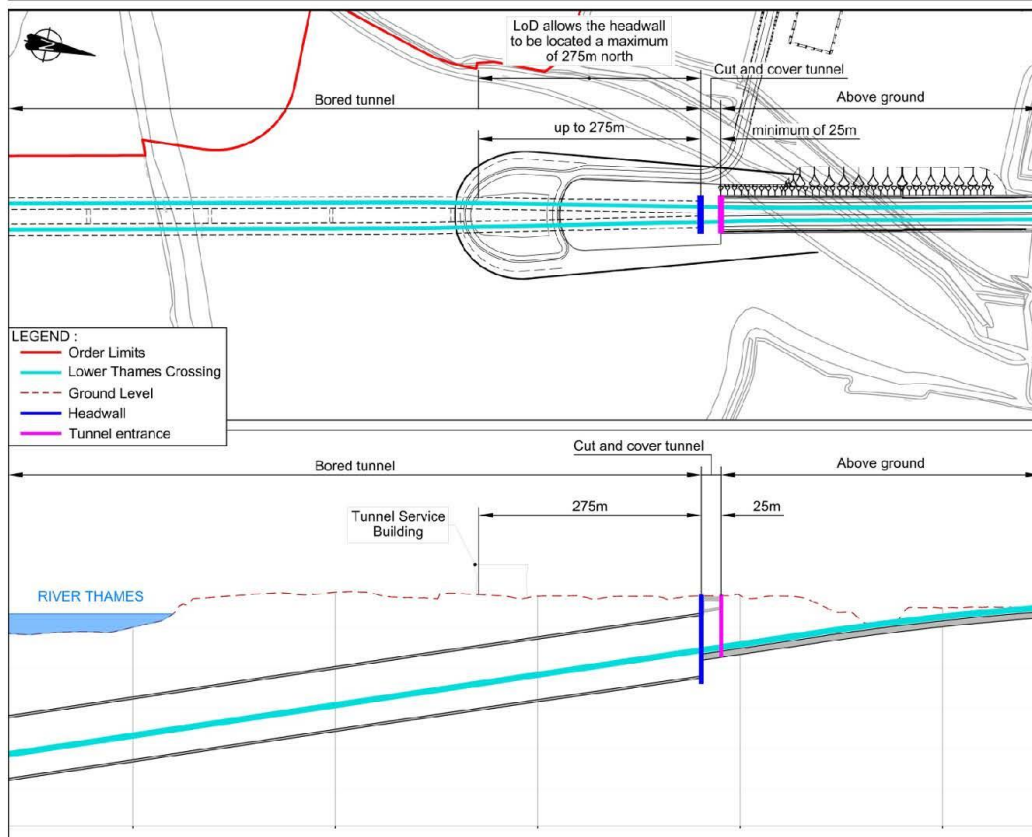 LoD allows the headwall
to be located a maximum
of 275m north
Cut and cover tunnel
Bored tunnel
Above ground
up to 275m
minimum of 25m
LEGEND :
Order Limits
Lower Thames Crossing
Ground Level
Headwall
Tunnel entrance
Cut and cover tunnel
Bored tunnel
Above ground
275m
25m
Tunnel Service
Building
RIVER THAMES